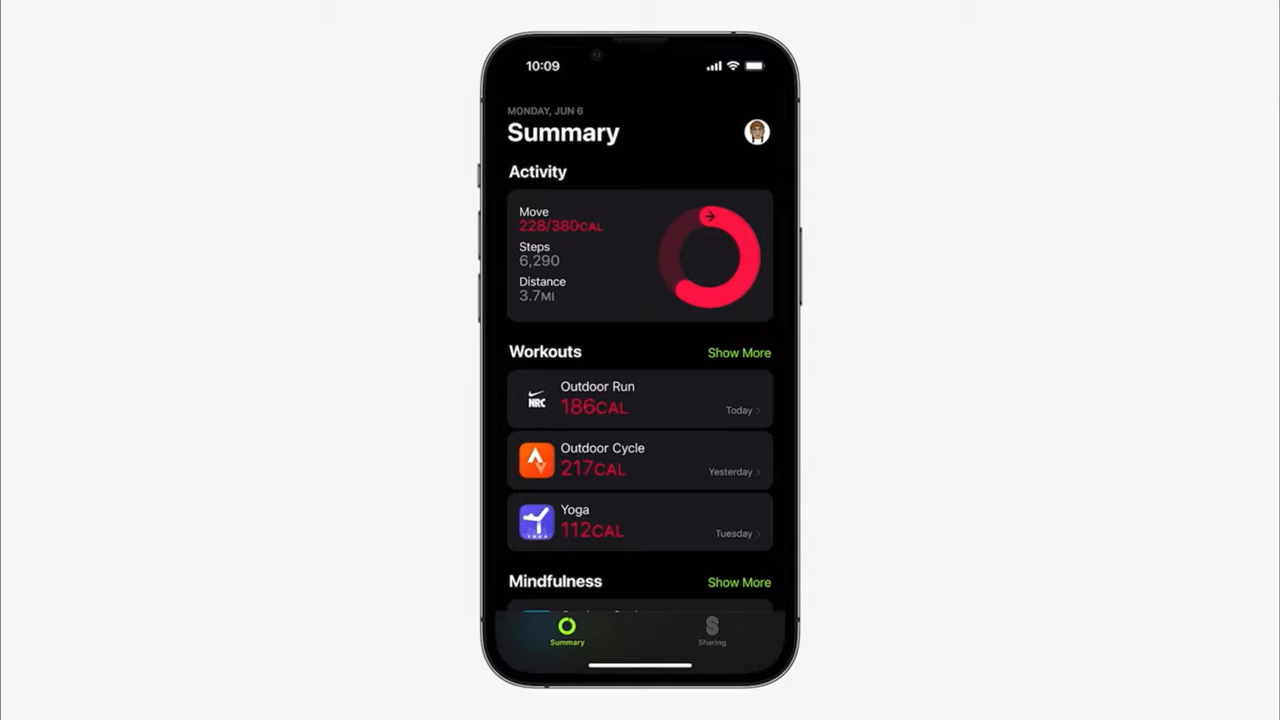 10:09
MONDAY, JUN 6
Summary
Activity
Move
228/380CAL
Steps
6,290
Distance
3.7MI
Workouts
Show More
NRC
Outdoor Run
186CAL
Today
Outdoor Cycle
217CAL
Yesterday
YOGA
Yoga
112CAL
Tuesday
Mindfulness
Show More
Summary
Sharing